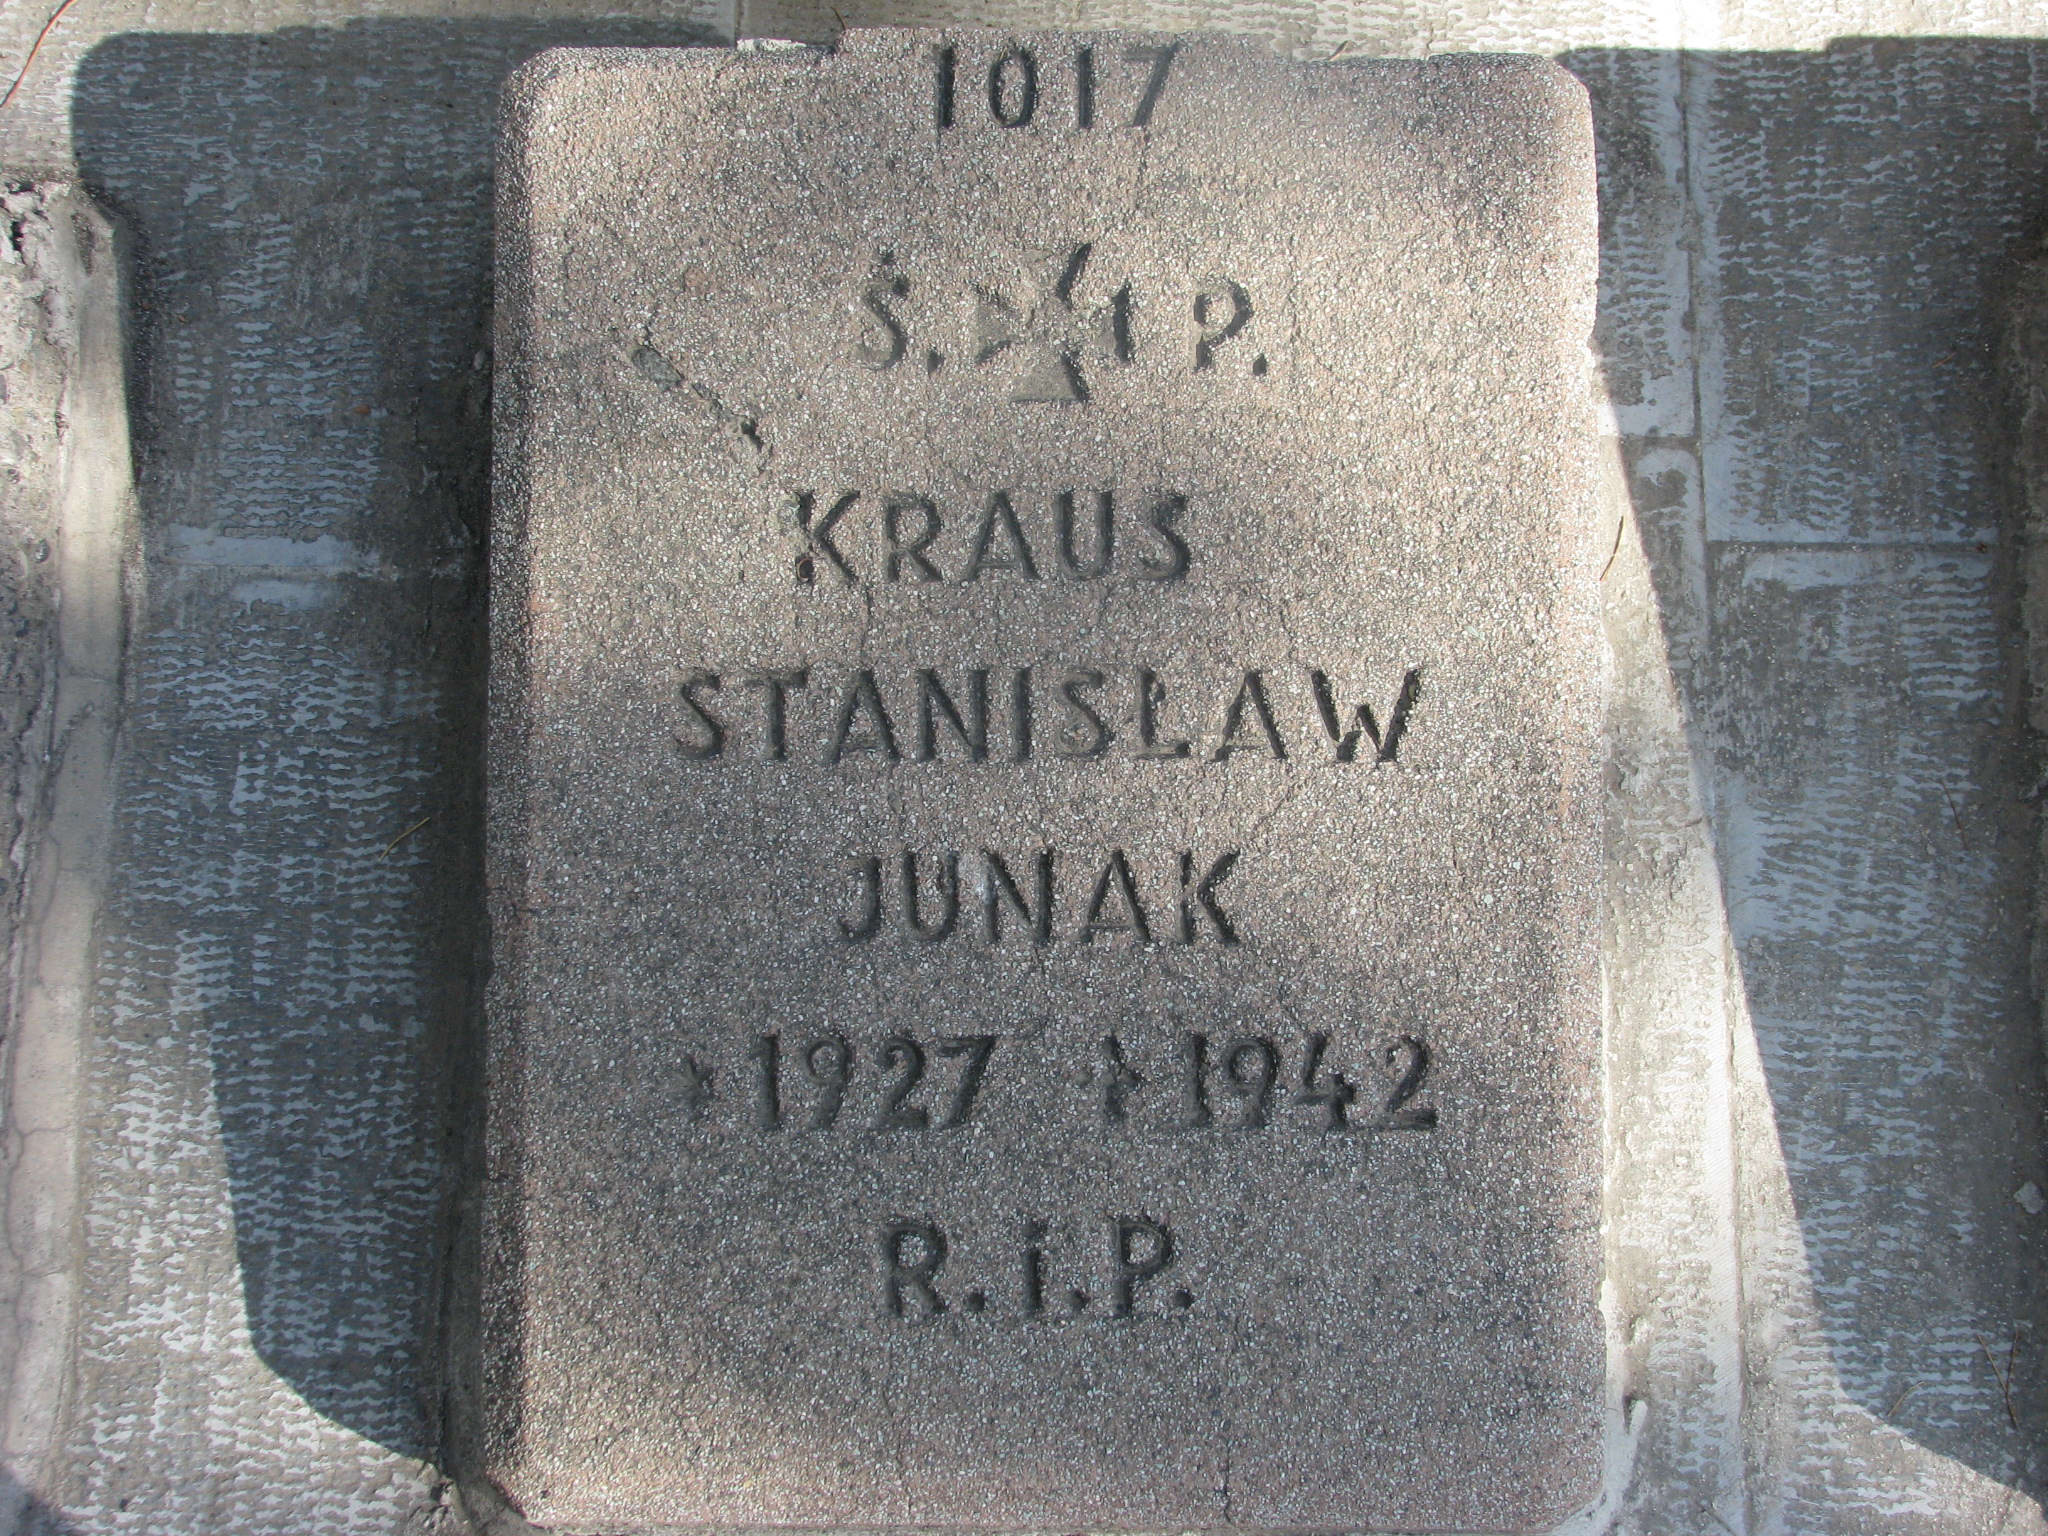 1017
Ś. P.
KRAUS
STANISŁAW
JUNAK
* 1927 ✝ 1942
R.I.P.